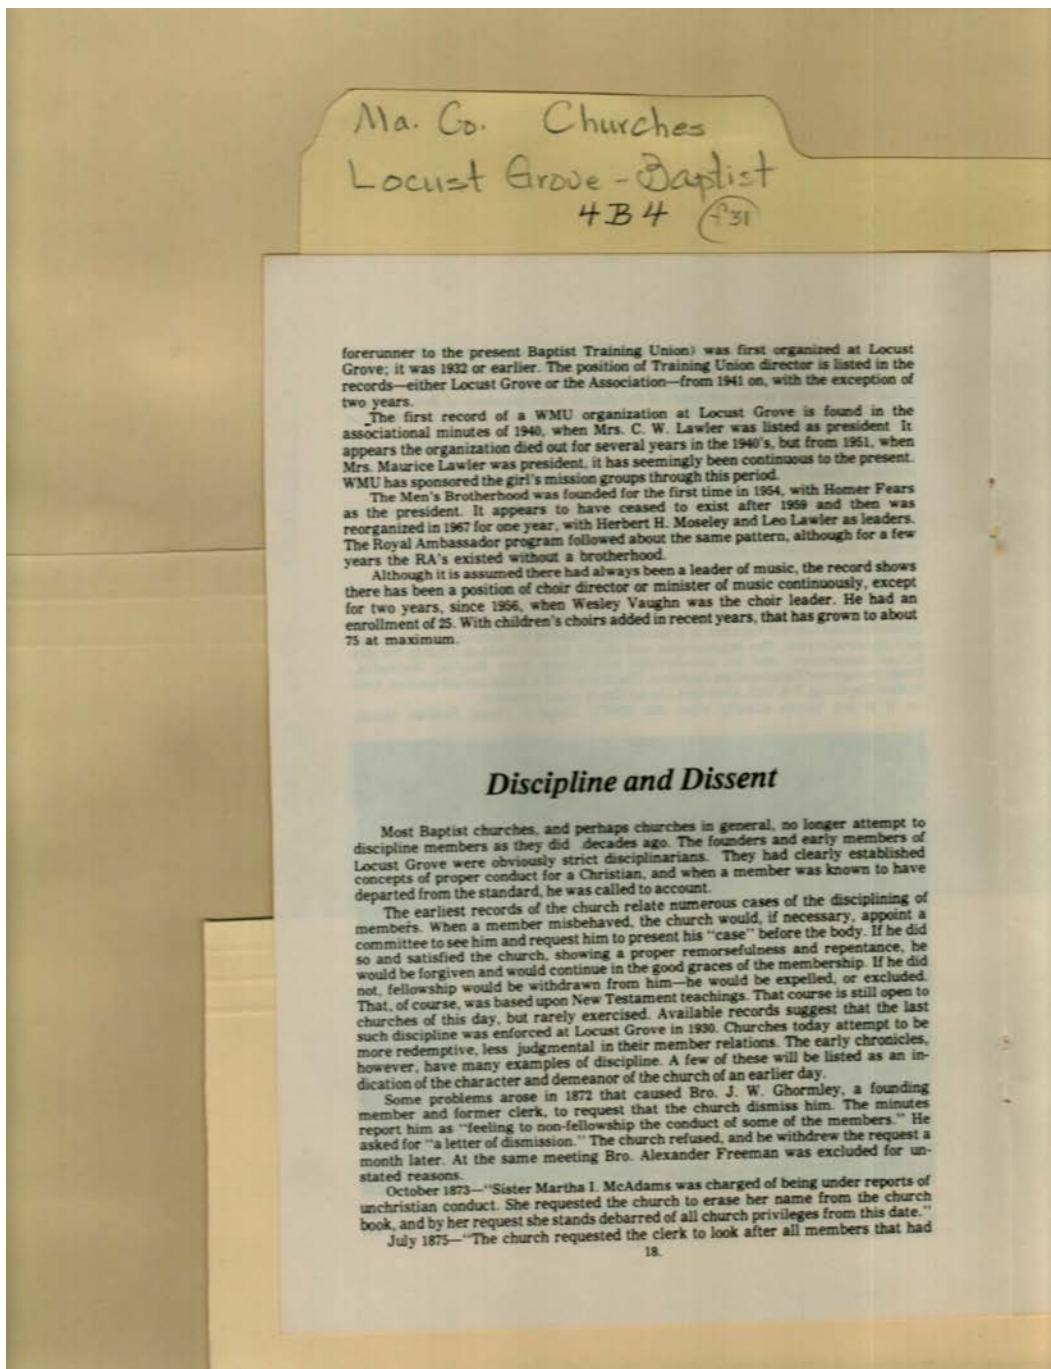 Ma. Co. Churches
Locust Grove - Baptist
4B4 f31
forerunner to the present Baptist Training Union) was first organized at Locust
Grove; it was 1932 or earlier. The position of Training Union director is listed in the
records—either Locust Grove or the Association—from 1941 on, with the exception of
two years.
The first record of a WMU organization at Locust Grove is found in the
associational minutes of 1940, when Mrs. C. W. Lawler was listed as president It
appears the organization died out for several years in the 1940's, but from 1951, when
Mrs. Maurice Lawler was president, it has seemingly been continuous to the present.
WMU has sponsored the girl's mission groups through this period.
The Men's Brotherhood was founded for the first time in 1954, with Homer Fears
as the president. It appears to have ceased to exist after 1959 and then was
reorganized in 1967 for one year, with Herbert H. Moseley and Leo Lawler as leaders.
The Royal Ambassador program followed about the same pattern, although for a few
years the RA's existed without a brotherhood.
Although it is assumed there had always been a leader of music, the record shows
there has been a position of choir director or minister of music continuously, except
for two years, since 1956, when Wesley Vaughn was the choir leader. He had an
enrollment of 25. With children's choirs added in recent years, that has grown to about
75 at maximum.
Discipline and Dissent
Most Baptist churches, and perhaps churches in general, no longer attempt to
discipline members as they did decades ago. The founders and early members of
Locust Grove were obviously strict disciplinarians. They had clearly established
concepts of proper conduct for a Christian, and when a member was known to have
departed from the standard, he was called to account.
The earliest records of the church relate numerous cases of the disciplining of
members. When a member misbehaved, the church would, if necessary, appoint a
committee to see him and request him to present his "case" before the body. If he did
so and satisfied the church, showing a proper remorsefulness and repentance, he
would be forgiven and would continue in the good graces of the membership. If he did
not, fellowship would be withdrawn from him—he would be expelled, or excluded.
That, of course, was based upon New Testament teachings. That course is still open to
churches of this day, but rarely exercised. Available records suggest that the last
such discipline was enforced at Locust Grove in 1930. Churches today attempt to be
more redemptive, less judgmental in their member relations. The early chronicles,
however, have many examples of discipline. A few of these will be listed as an in-
dication of the character and demeanor of the church of an earlier day.
Some problems arose in 1872 that caused Bro. J. W. Ghormley, a founding
member and former clerk, to request that the church dismiss him. The minutes
report him as "feeling to non-fellowship the conduct of some of the members." He
asked for "a letter of dismission." The church refused, and he withdrew the request a
month later. At the same meeting Bro. Alexander Freeman was excluded for un-
stated reasons.
October 1873—"Sister Martha I. McAdams was charged of being under reports of
unchristian conduct. She requested the church to erase her name from the church
book, and by her request she stands debarred of all church privileges from this date."
July 1875—"The church requested the clerk to look after all members that had
18.